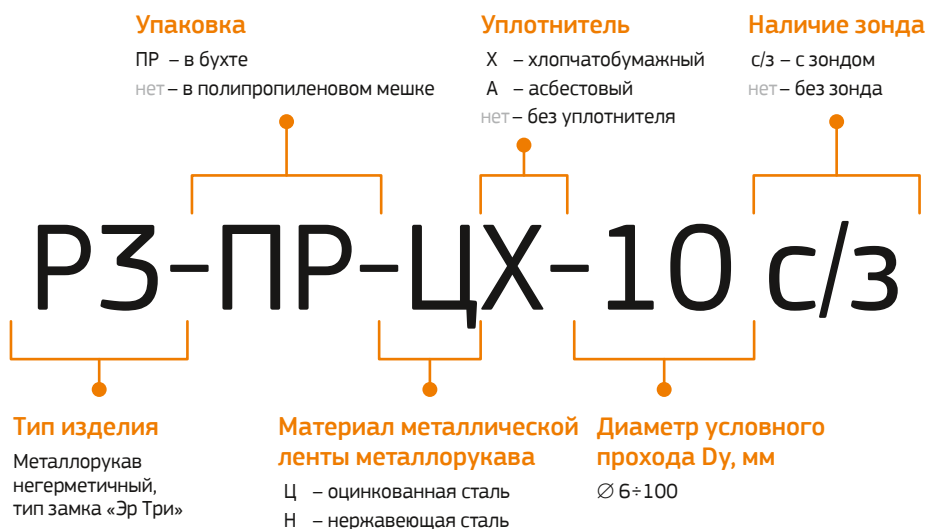 Упаковка
ПР – в бухте
нет – в полипропиленовом мешке
Уплотнитель
Х – хлопчатобумажный
А – асбестовый
нет – без уплотнителя
Наличие зонда
с/з – с зондом
нет – без зонда
РЗ-ПР-ЦХ-10 с/з
Тип изделия
Металлорукав
негерметичный,
тип замка «Эр Три»
Материал металлической
ленты металлорукава
Ц – оцинкованная сталь
Н – нержавеющая сталь
Диаметр условного
прохода Dy, мм
∅ 6÷100